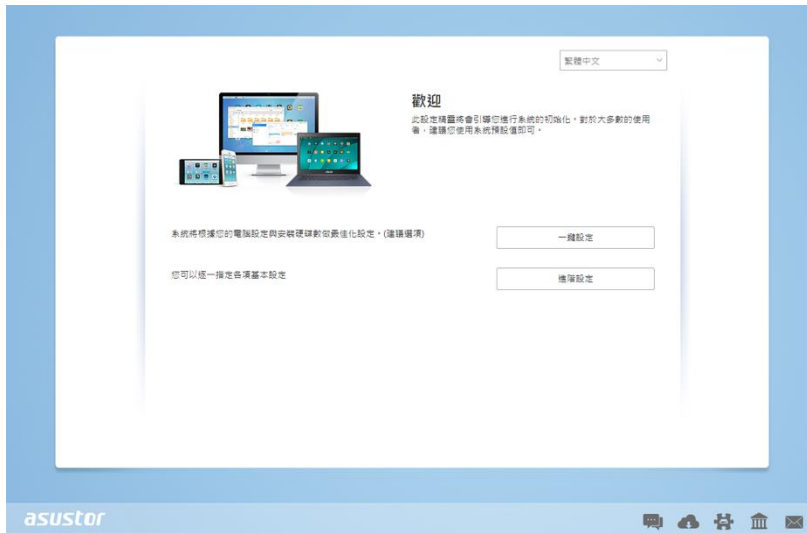 繁體中文
歡迎
此設定精靈將會引導您進行系統的初始化。對於大多數的使用
者,建議您使用系統預設值即可。
系統將根據您的電腦設定與安裝硬碟數做最佳化設定。(建議選項)
一鍵設定
您可以逐一指定各項基本設定
進階設定
asustor